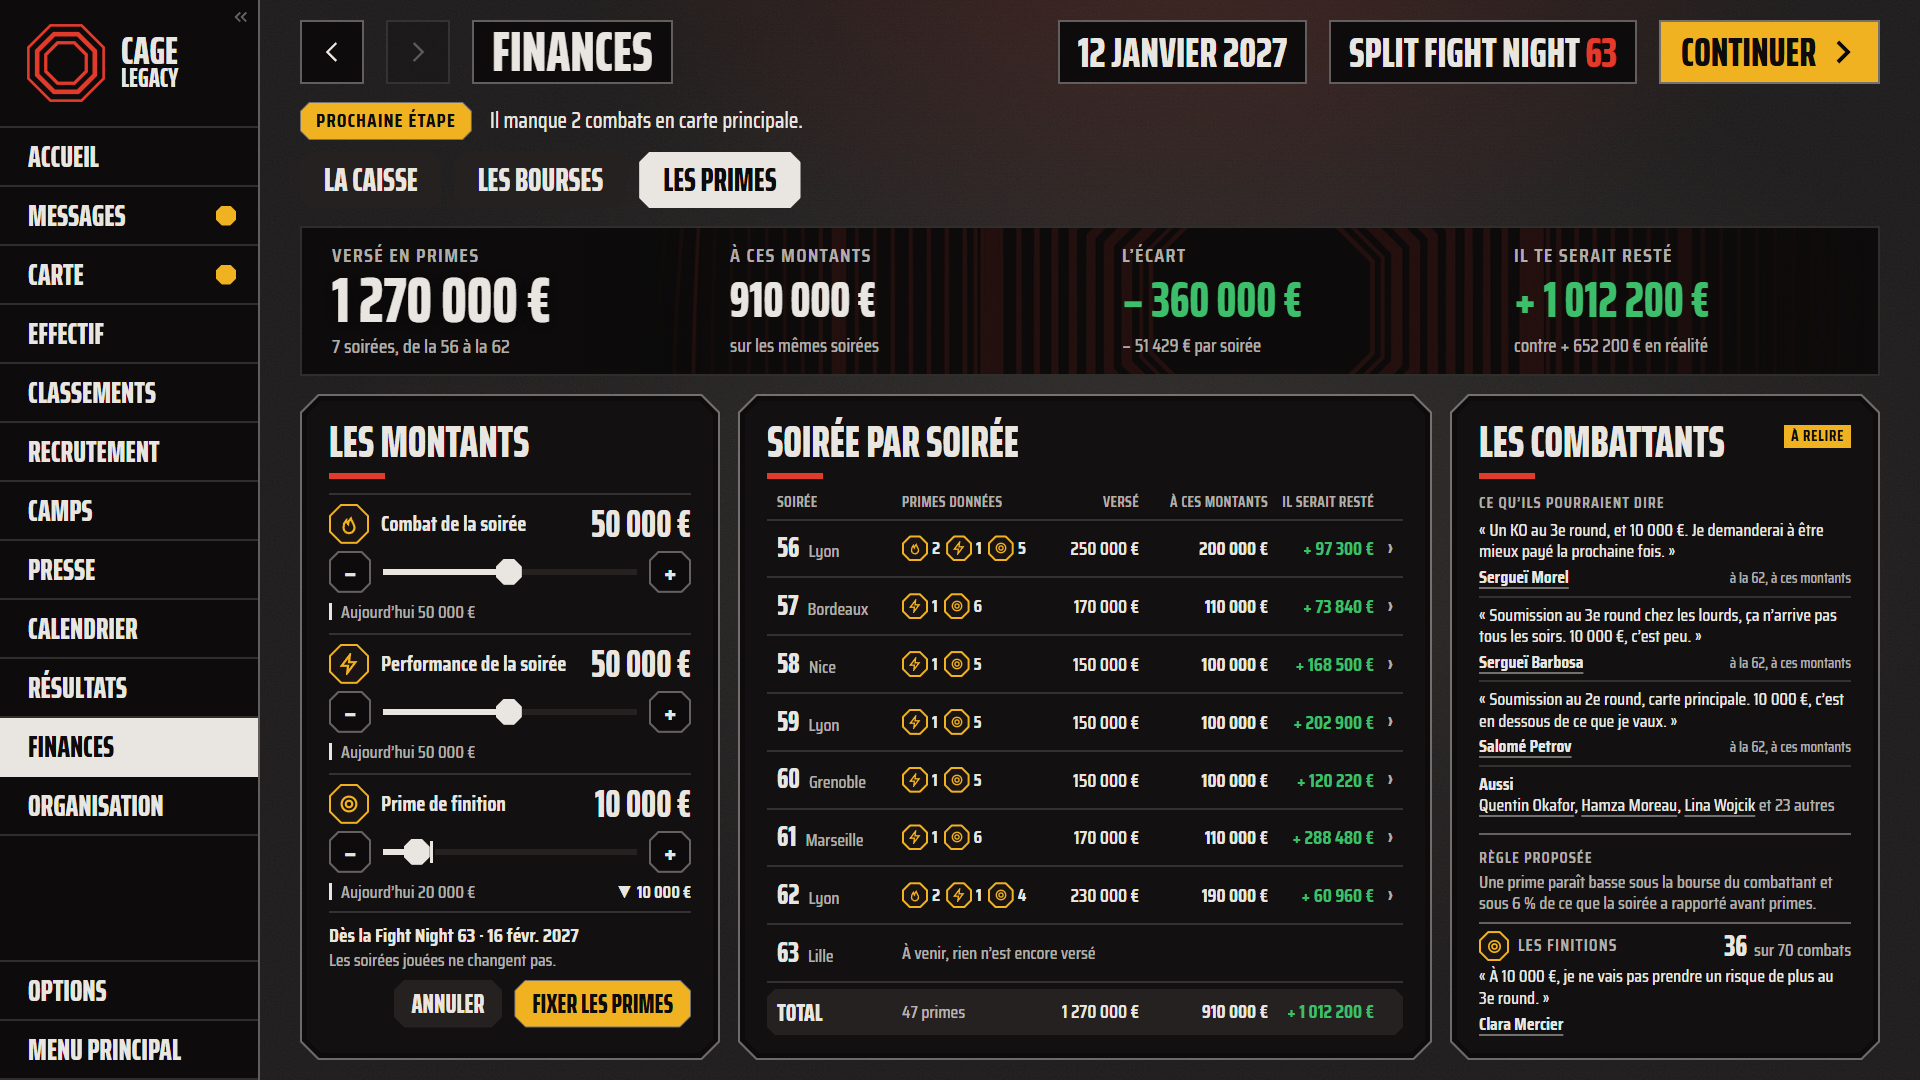 CAGE
LEGACY
«
FINANCES
12 JANVIER 2027
SPLIT FIGHT NIGHT 63
CONTINUER
PROCHAINE ÉTAPE
Il manque 2 combats en carte principale.
LA CAISSE
LES BOURSES
LES PRIMES
ACCUEIL
MESSAGES
CARTE
EFFECTIF
CLASSEMENTS
RECRUTEMENT
CAMPS
PRESSE
CALENDRIER
RÉSULTATS
FINANCES
ORGANISATION
OPTIONS
MENU PRINCIPAL
VERSÉ EN PRIMES
1 270 000 €
7 soirées, de la 56 à la 62
À CES MONTANTS
910 000 €
sur les mêmes soirées
L'ÉCART
– 360 000 €
– 51 429 € par soirée
IL TE SERAIT RESTÉ
+ 1 012 200 €
contre + 652 200 € en réalité
LES MONTANTS
Combat de la soirée 50 000 €
– +
Aujourd'hui 50 000 €
Performance de la soirée 50 000 €
– +
Aujourd'hui 50 000 €
Prime de finition 10 000 €
– +
Aujourd'hui 20 000 € ▼ 10 000 €
Dès la Fight Night 63 · 16 févr. 2027
Les soirées jouées ne changent pas.
ANNULER
FIXER LES PRIMES
SOIRÉE PAR SOIRÉE
SOIRÉE PRIMES DONNÉES VERSÉ À CES MONTANTS IL SERAIT RESTÉ
56 Lyon 2 1 5 250 000 € 200 000 € + 97 300 € ›
57 Bordeaux 1 6 170 000 € 110 000 € + 73 840 € ›
58 Nice 1 5 150 000 € 100 000 € + 168 500 € ›
59 Lyon 1 5 150 000 € 100 000 € + 202 900 € ›
60 Grenoble 1 5 150 000 € 100 000 € + 120 220 € ›
61 Marseille 1 6 170 000 € 110 000 € + 288 480 € ›
62 Lyon 2 1 4 230 000 € 190 000 € + 60 960 € ›
63 Lille À venir, rien n'est encore versé
TOTAL 47 primes 1 270 000 € 910 000 € + 1 012 200 €
LES COMBATTANTS
À RELIRE
CE QU'ILS POURRAIENT DIRE
« Un KO au 3e round, et 10 000 €. Je demanderai à être
mieux payé la prochaine fois. »
Sergueï Morel à la 62, à ces montants
« Soumission au 3e round chez les lourds, ça n'arrive pas
tous les soirs. 10 000 €, c'est peu. »
Sergueï Barbosa à la 62, à ces montants
« Soumission au 2e round, carte principale. 10 000 €, c'est
en dessous de ce que je vaux. »
Salomé Petrov à la 62, à ces montants
Aussi
Quentin Okafor, Hamza Moreau, Lina Wojcik et 23 autres
RÈGLE PROPOSÉE
Une prime paraît basse sous la bourse du combattant et
sous 6 % de ce que la soirée a rapporté avant primes.
LES FINITIONS 36 sur 70 combats
« À 10 000 €, je ne vais pas prendre un risque de plus au
3e round. »
Clara Mercier